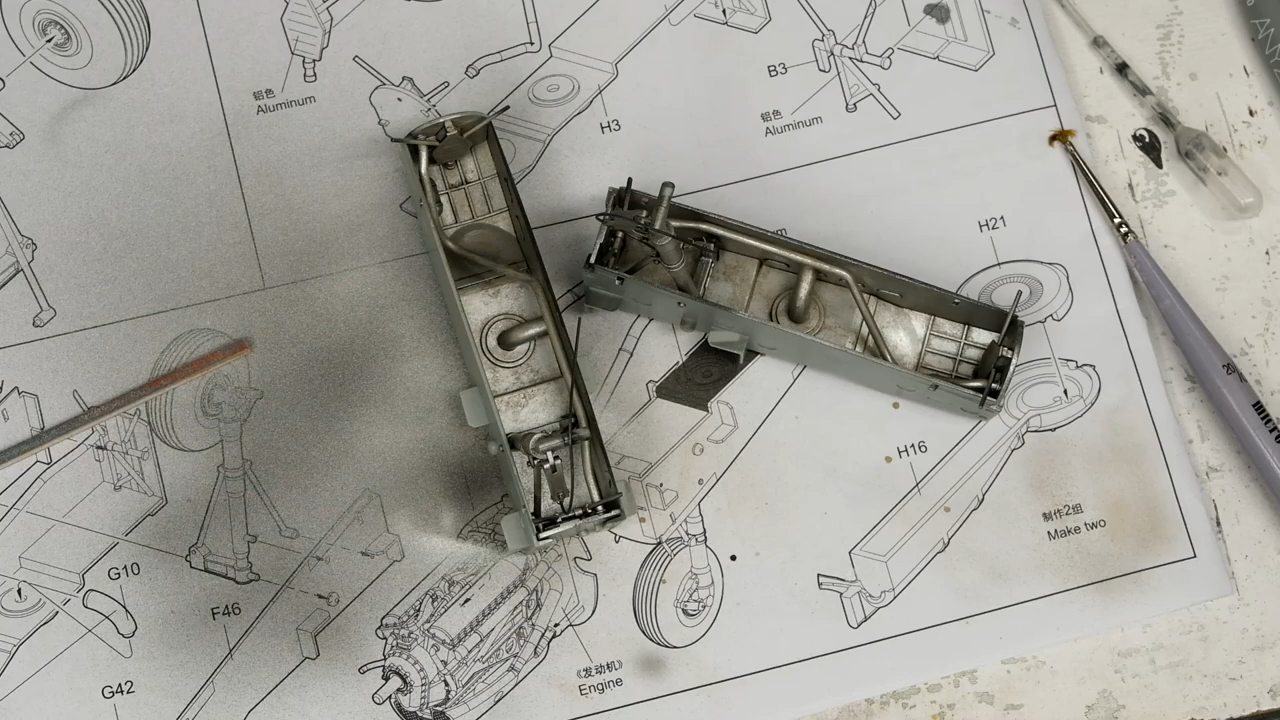 铝色
Aluminum
H3
B3
铝色
Aluminum
H21
H16
制作2组
Make two
G10
F46
G42
《发动机》
Engine